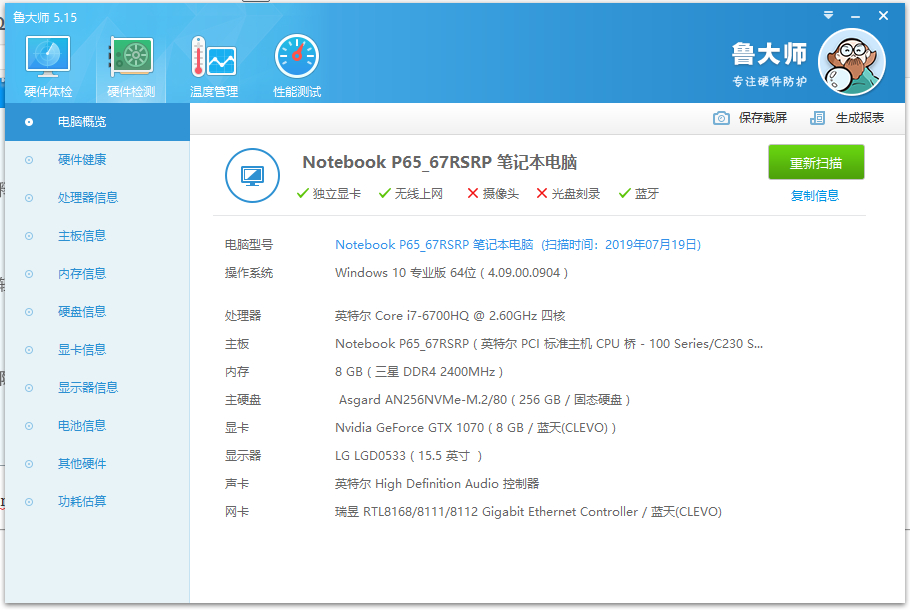 鲁大师 5.15
硬件体检 硬件检测 温度管理 性能测试
鲁大师
专注硬件防护
保存截屏 生成报表
电脑概览
硬件健康
处理器信息
主板信息
内存信息
硬盘信息
显卡信息
显示器信息
电池信息
其他硬件
功耗估算
Notebook P65_67RSRP 笔记本电脑
独立显卡 无线上网 摄像头 光盘刻录 蓝牙
重新扫描
复制信息
电脑型号 Notebook P65_67RSRP 笔记本电脑 (扫描时间：2019年07月19日)
操作系统 Windows 10 专业版 64位 ( 4.09.00.0904 )
处理器 英特尔 Core i7-6700HQ @ 2.60GHz 四核
主板 Notebook P65_67RSRP ( 英特尔 PCI 标准主机 CPU 桥 - 100 Series/C230 S...
内存 8 GB ( 三星 DDR4 2400MHz )
主硬盘 Asgard AN256NVMe-M.2/80 ( 256 GB / 固态硬盘 )
显卡 Nvidia GeForce GTX 1070 ( 8 GB / 蓝天(CLEVO) )
显示器 LG LGD0533 ( 15.5 英寸 )
声卡 英特尔 High Definition Audio 控制器
网卡 瑞昱 RTL8168/8111/8112 Gigabit Ethernet Controller / 蓝天(CLEVO)